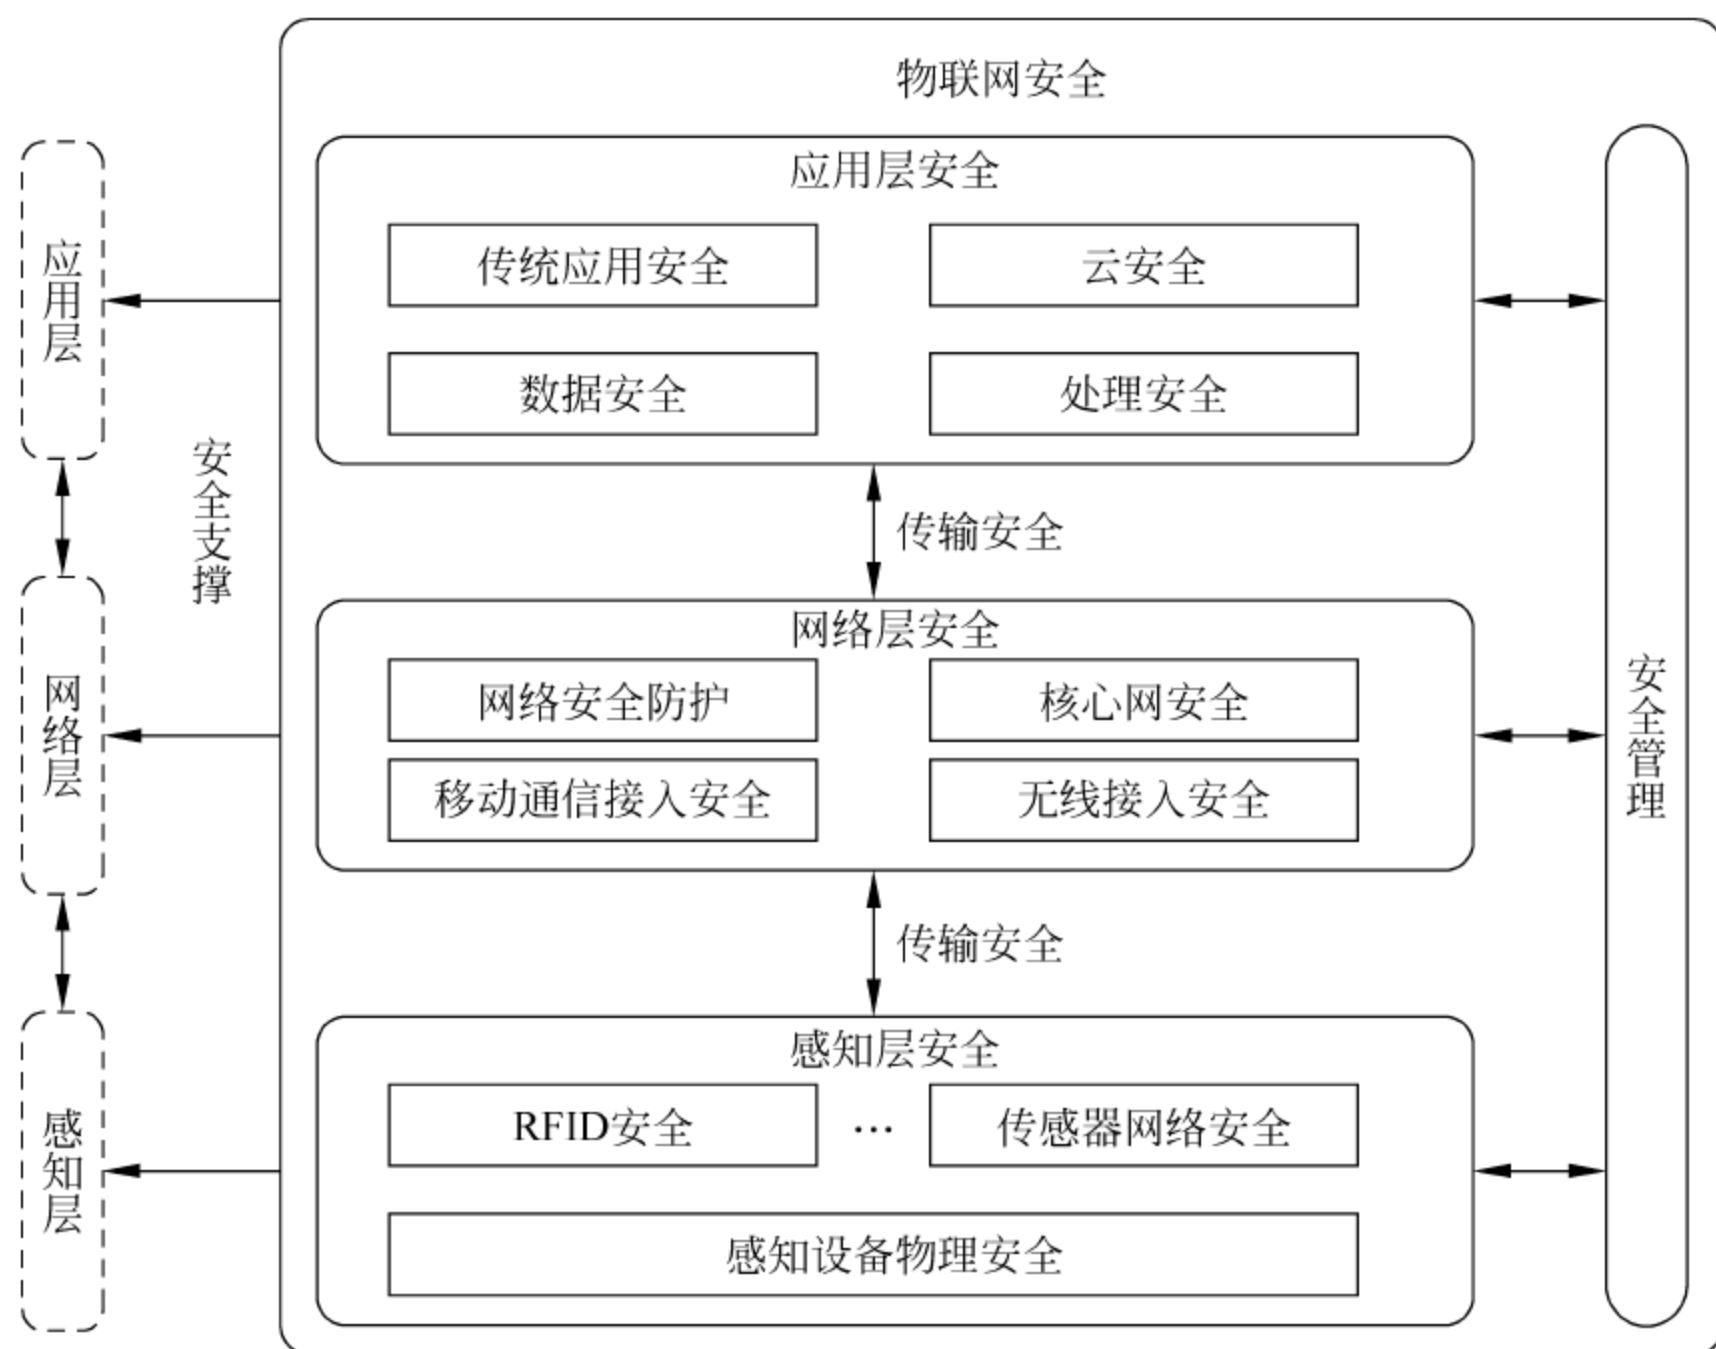 物联网安全
应用层安全
传统应用安全
云安全
数据安全
处理安全
传输安全
网络层安全
网络安全防护
核心网安全
移动通信接入安全
无线接入安全
传输安全
感知层安全
RFID安全
…
传感器网络安全
感知设备物理安全
应用层
网络层
感知层
安全支撑
安全管理